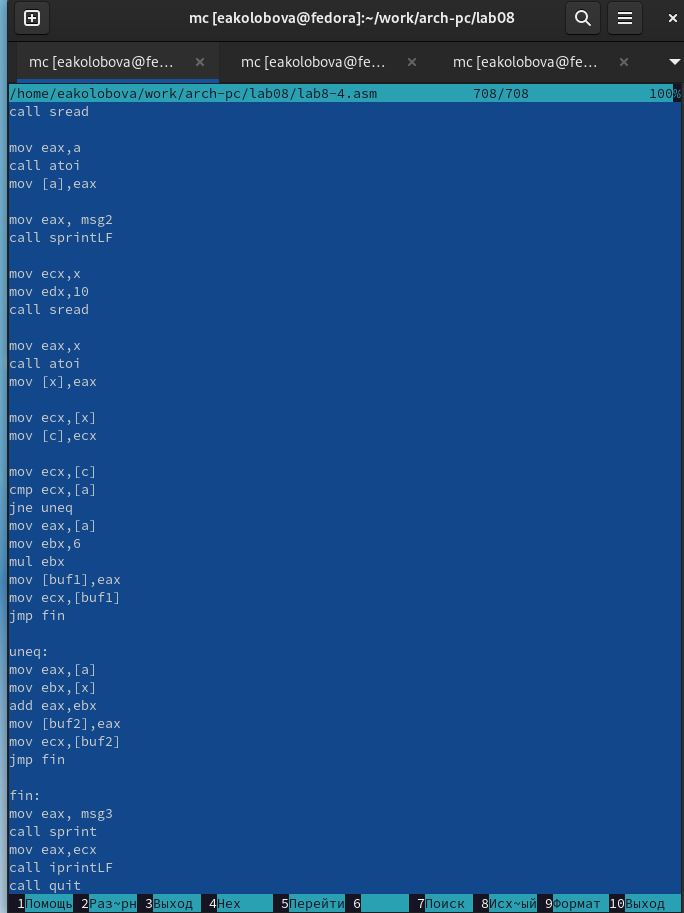 mc [eakolobova@fedora]:~/work/arch-pc/lab08
mc [eakolobova@fe...
mc [eakolobova@fe...
mc [eakolobova@fe...
/home/eakolobova/work/arch-pc/lab08/lab8-4.asm 708/708 100%
call sread
mov eax,a
call atoi
mov [a],eax
mov eax, msg2
call sprintLF
mov ecx,x
mov edx,10
call sread
mov eax,x
call atoi
mov [x],eax
mov ecx,[x]
mov [c],ecx
mov ecx,[c]
cmp ecx,[a]
jne uneq
mov eax,[a]
mov ebx,6
mul ebx
mov [buf1],eax
mov ecx,[buf1]
jmp fin
uneq:
mov eax,[a]
mov ebx,[x]
add eax,ebx
mov [buf2],eax
mov ecx,[buf2]
jmp fin
fin:
mov eax, msg3
call sprint
mov eax,ecx
call iprintLF
call quit
1Помощь 2Раз~рн 3Выход 4Hex 5Перейти 6 7Поиск 8Исх~ый 9Формат 10Выход